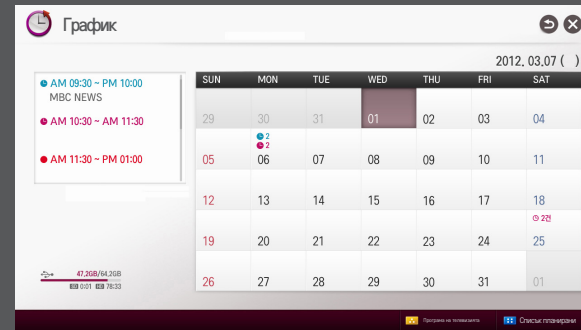 График
2012. 03.07 ( )
AM 09:30 ~ PM 10:00
MBC NEWS
AM 10:30 ~ AM 11:30
AM 11:30 ~ PM 01:00
SUN MON TUE WED THU FRI SAT
29 30 31 01 02 03 04
2
2
05 06 07 08 09 10 11
12 13 14 15 16 17 18
2건
19 20 21 22 23 24 25
26 27 28 29 30 31 01
47,2GB/64,2GB
0:01 78:33
Програма на телевизията
Списък планирани